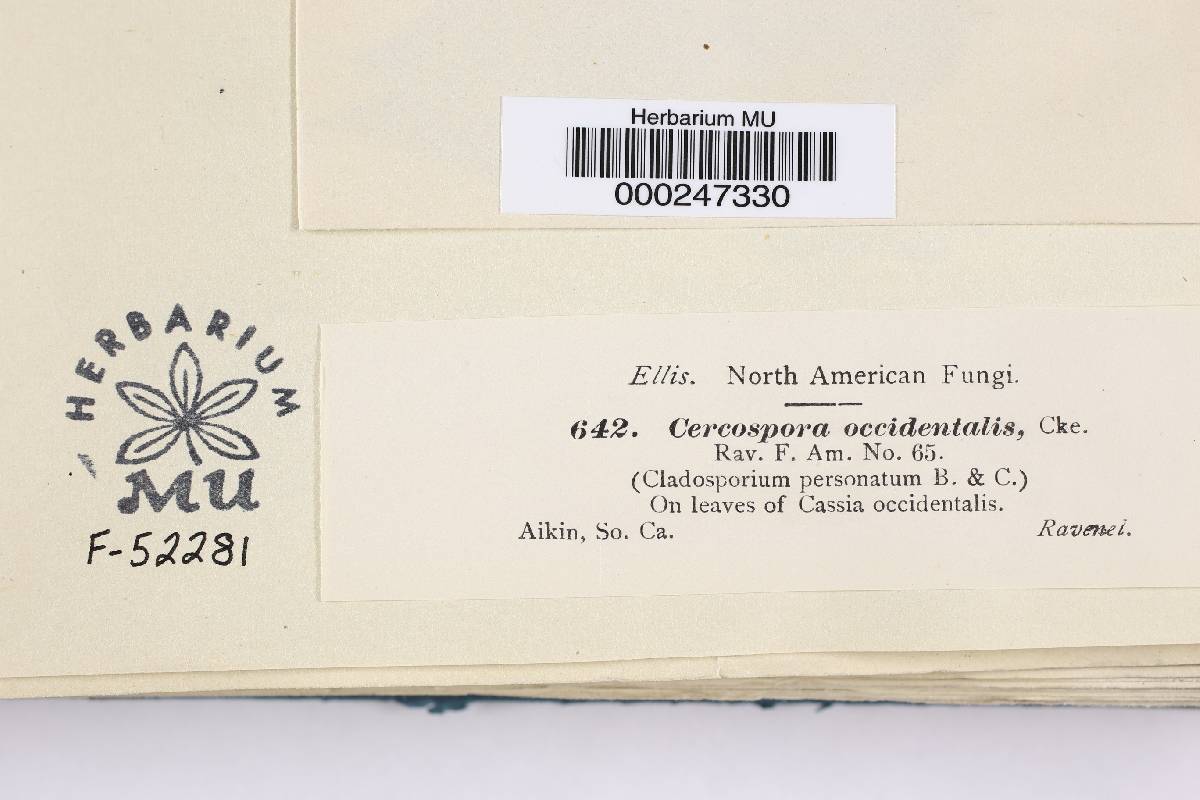 Herbarium MU
000247330
HERBARIUM
MU
F-52281
Ellis. North American Fungi.
642. Cercospora occidentalis, Cke.
Rav. F. Am. No. 65.
(Cladosporium personatum B. & C.)
On leaves of Cassia occidentalis.
Aikin, So. Ca.
Ravenei.